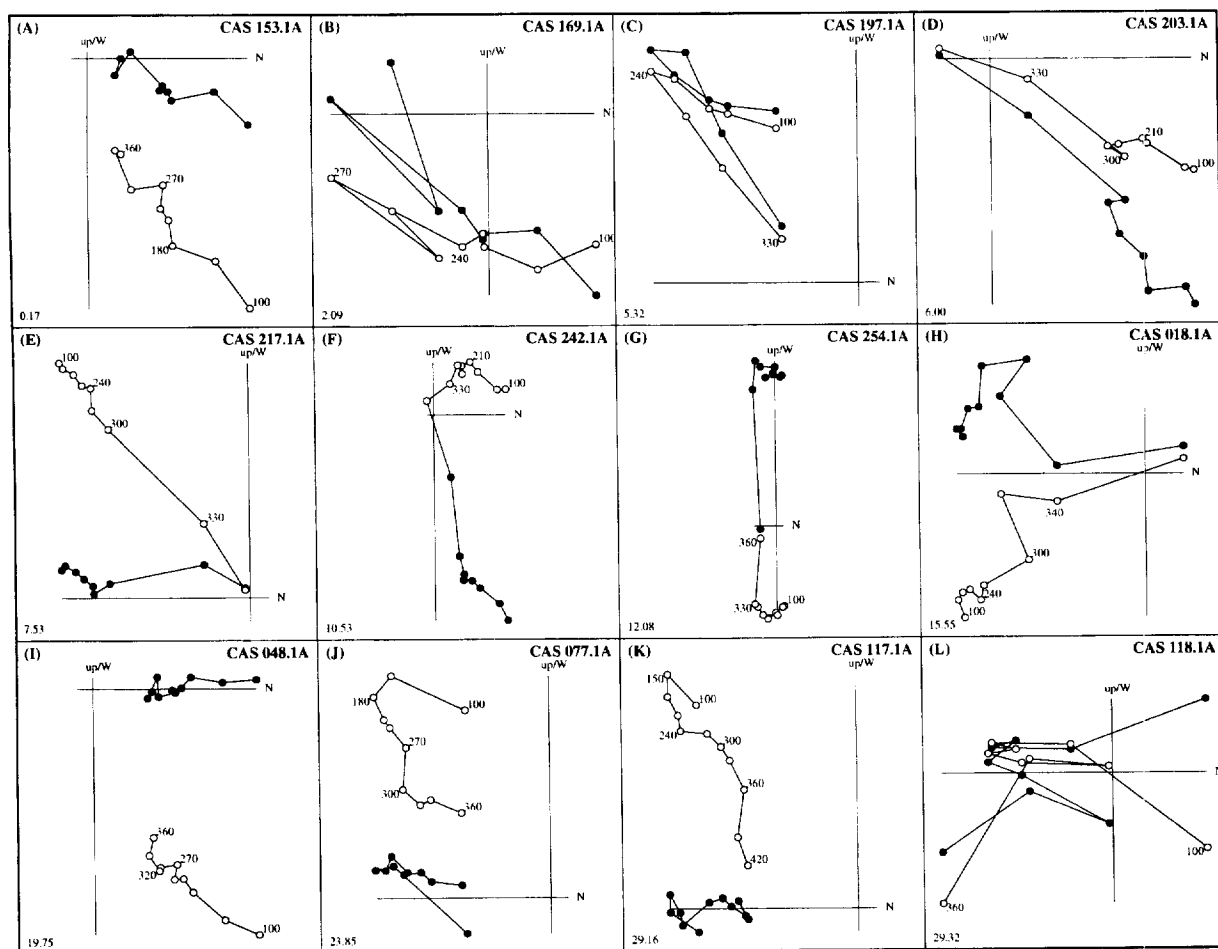 (A) CAS 153.1A
up/W
N
360
270
180
100
0.17
(B) CAS 169.1A
up/W
N
270
240
100
2.09
(C) CAS 197.1A
up/W
240
100
330
N
5.32
(D) CAS 203.1A
up/W
N
330
210
300
100
6.00
(E) CAS 217.1A
up/W
100
240
300
330
N
7.53
(F) CAS 242.1A
up/W
210
330
100
N
10.53
(G) CAS 254.1A
up/W
N
360
330
100
12.08
(H) CAS 018.1A
up/W
N
340
300
240
100
15.55
(I) CAS 048.1A
up/W
N
360
270
320
100
19.75
(J) CAS 077.1A
up/W
180
100
270
300
360
N
23.85
(K) CAS 117.1A
up/W
150
100
240
300
360
420
N
29.16
(L) CAS 118.1A
up/W
N
100
360
29.32